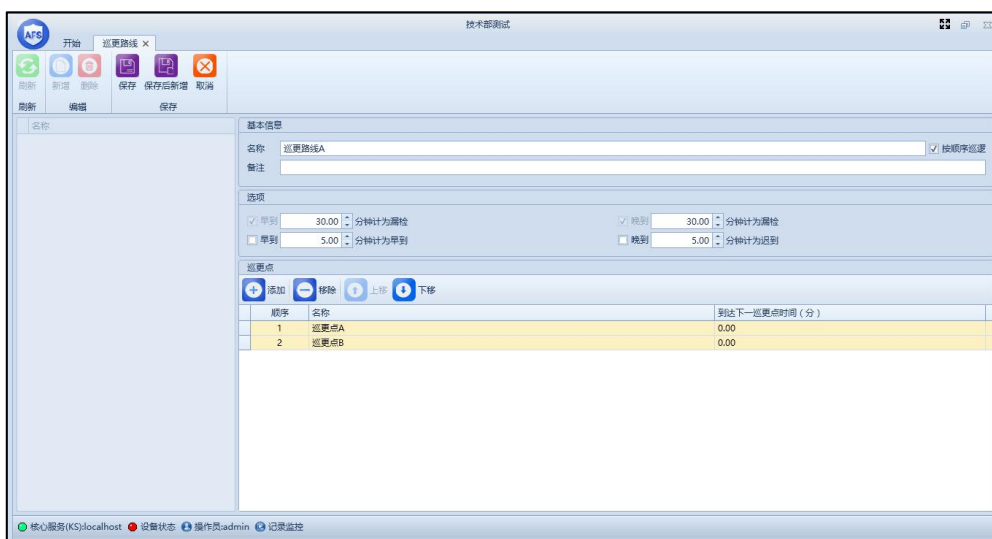 技术部测试
AFS
开始 巡更路线 ×
刷新 新增 删除 保存 保存后新增 取消
刷新 编辑 保存
名称
基本信息
名称 巡更路线A 按顺序巡逻
备注
选项
早到 30.00 分钟计为漏检 晚到 30.00 分钟计为漏检
早到 5.00 分钟计为早到 晚到 5.00 分钟计为迟到
巡更点
添加 移除 上移 下移
顺序 名称 到达下一巡更点时间（分）
1 巡更点A 0.00
2 巡更点B 0.00
核心服务(KS):localhost 设备状态 操作员:admin 记录监控